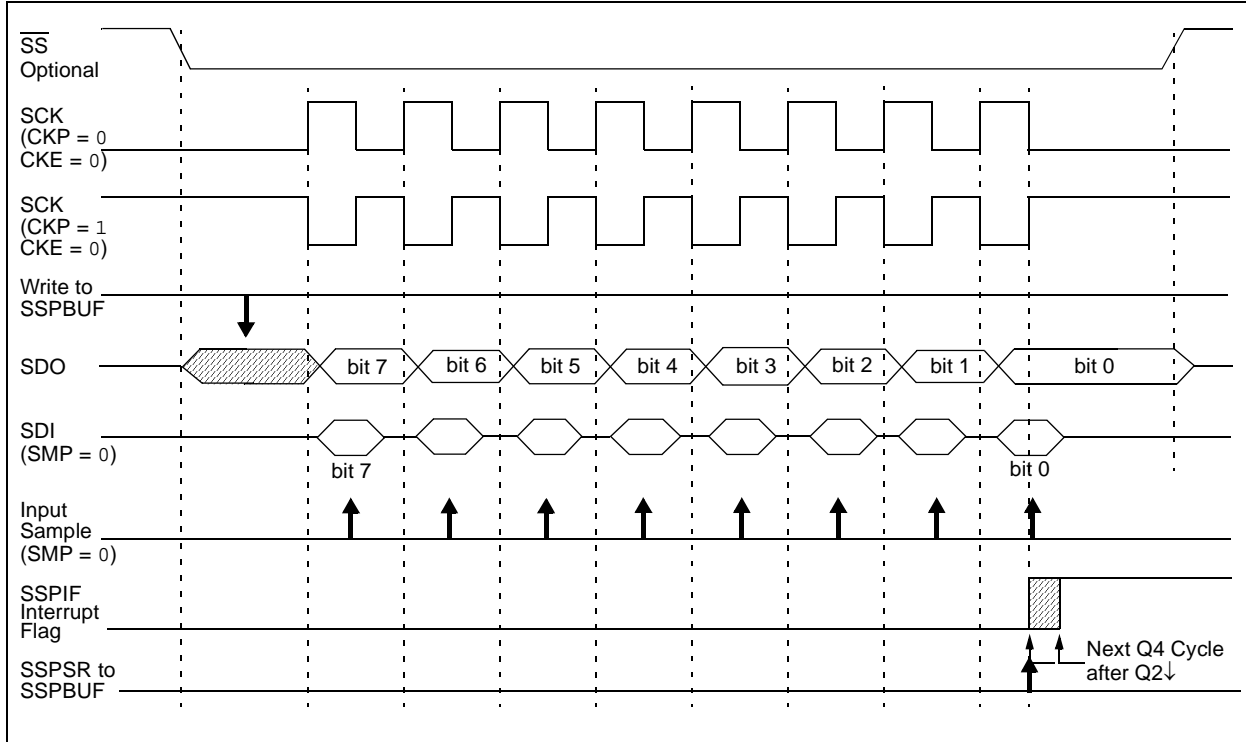 SS
Optional
SCK
(CKP = 0
CKE = 0)
SCK
(CKP = 1
CKE = 0)
Write to
SSPBUF
SDO
bit 7
bit 6
bit 5
bit 4
bit 3
bit 2
bit 1
bit 0
SDI
(SMP = 0)
bit 7
bit 0
Input
Sample
(SMP = 0)
SSPIF
Interrupt
Flag
Next Q4 Cycle
after Q2↓
SSPSR to
SSPBUF